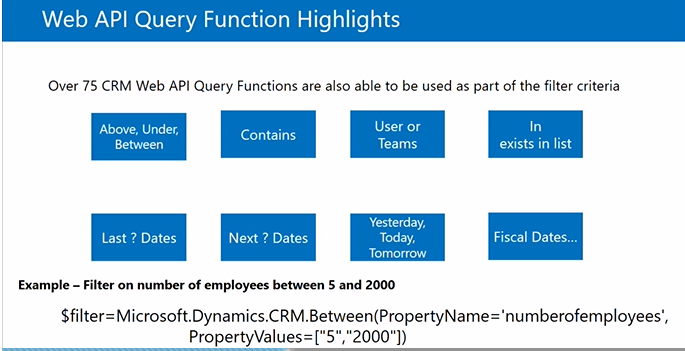 Web API Query Function Highlights
Over 75 CRM Web API Query Functions are also able to be used as part of the filter criteria
Above, Under,
Between
Contains
User or
Teams
In
exists in list
Last ? Dates
Next ? Dates
Yesterday,
Today,
Tomorrow
Fiscal Dates...
Example – Filter on number of employees between 5 and 2000
$filter=Microsoft.Dynamics.CRM.Between(PropertyName='numberofemployees',
PropertyValues=["5","2000"])